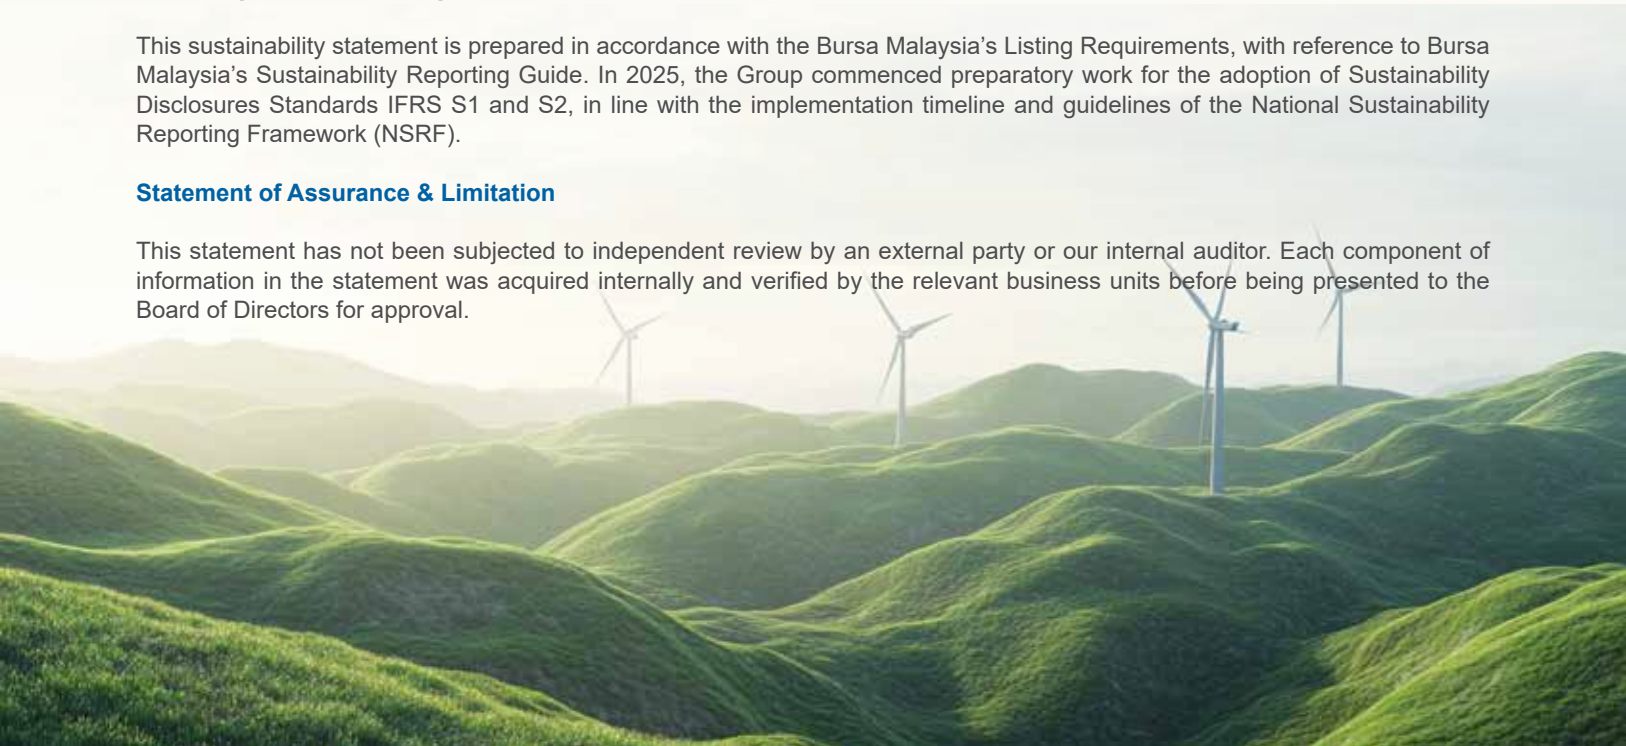 This sustainability statement is prepared in accordance with the Bursa Malaysia’s Listing Requirements, with reference to Bursa
Malaysia’s Sustainability Reporting Guide. In 2025, the Group commenced preparatory work for the adoption of Sustainability
Disclosures Standards IFRS S1 and S2, in line with the implementation timeline and guidelines of the National Sustainability
Reporting Framework (NSRF).
Statement of Assurance & Limitation
This statement has not been subjected to independent review by an external party or our internal auditor. Each component of
information in the statement was acquired internally and verified by the relevant business units before being presented to the
Board of Directors for approval.